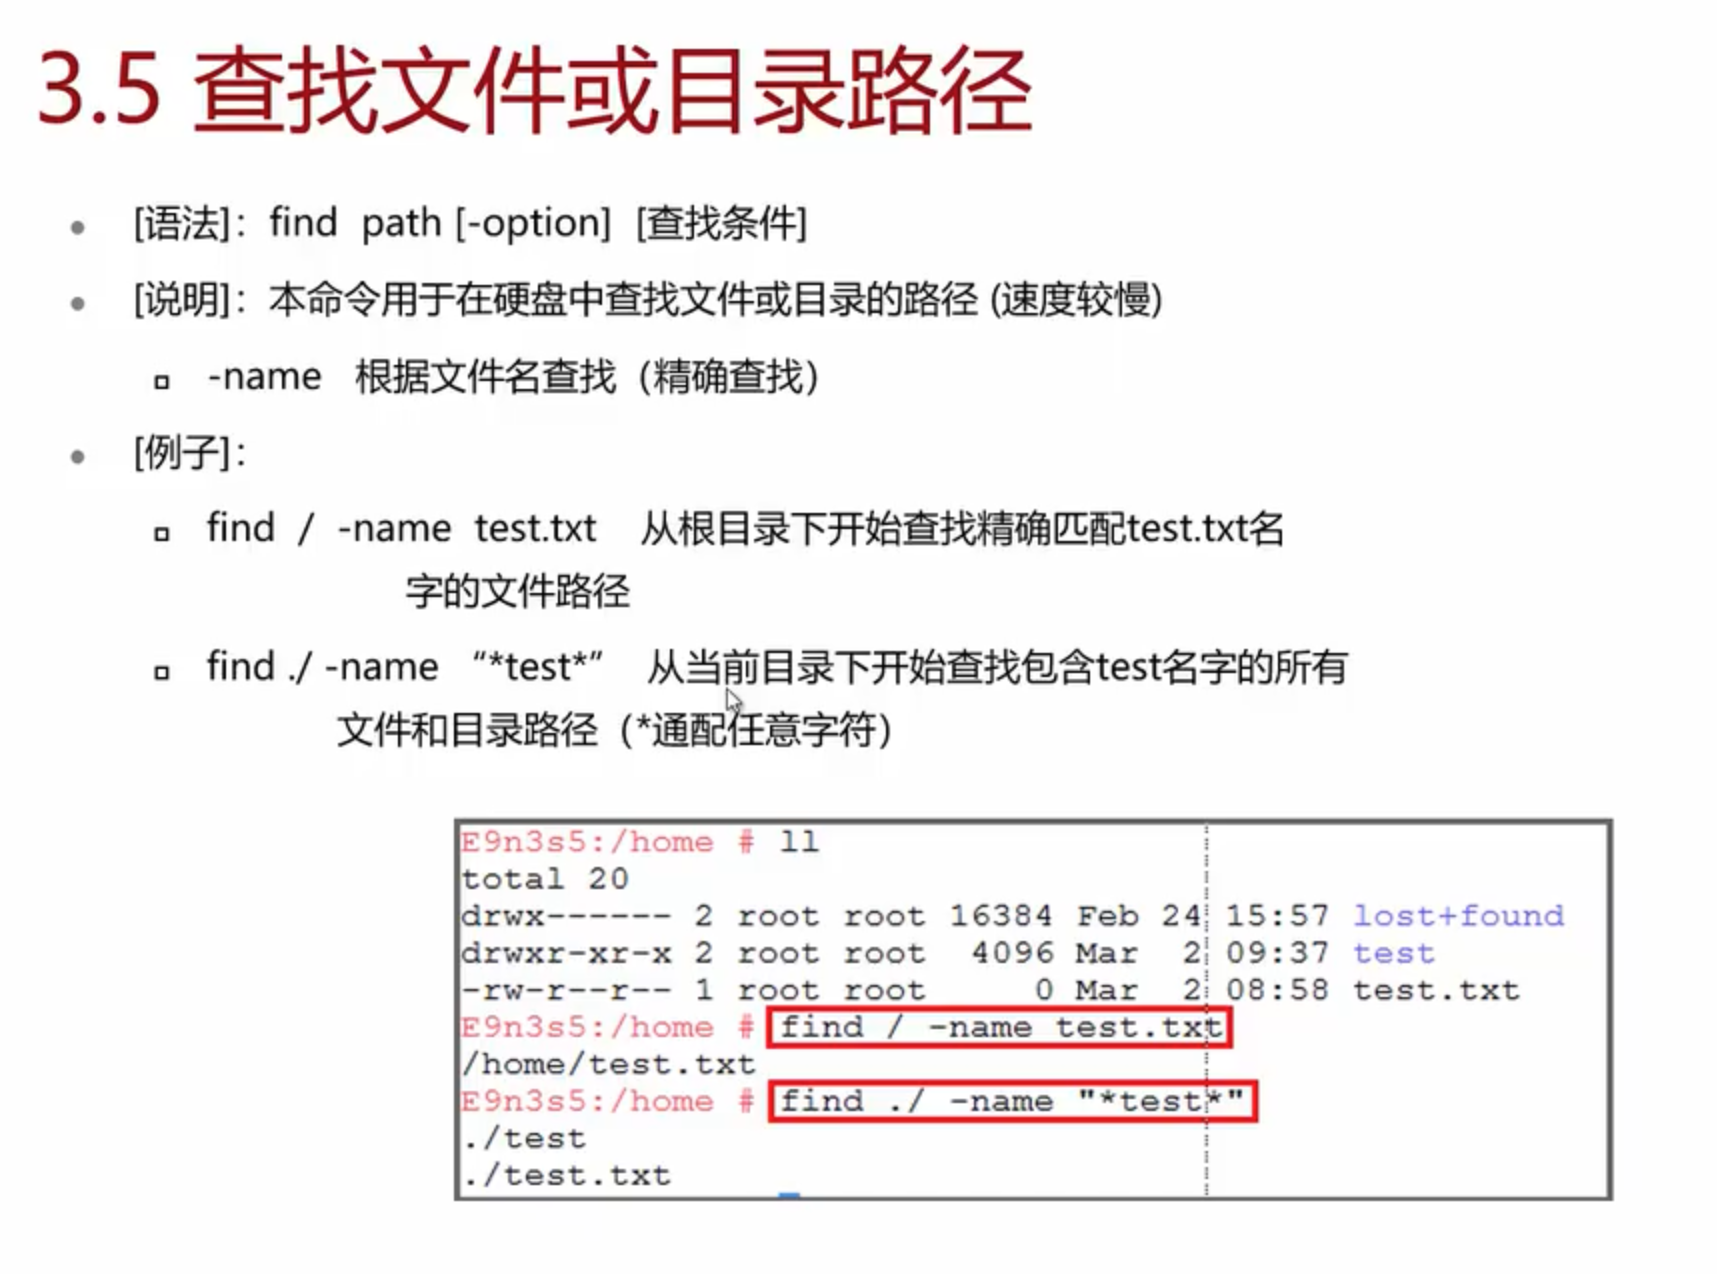 3.5 查找文件或目录路径
[语法]：find path [-option] [查找条件]
[说明]：本命令用于在硬盘中查找文件或目录的路径 (速度较慢)
-name 根据文件名查找（精确查找）
[例子]：
find / -name test.txt 从根目录下开始查找精确匹配test.txt名
字的文件路径
find ./ -name “*test*” 从当前目录下开始查找包含test名字的所有
文件和目录路径（*通配任意字符）
E9n3s5:/home # ll
total 20
drwx------ 2 root root 16384 Feb 24 15:57 lost+found
drwxr-xr-x 2 root root 4096 Mar 2 09:37 test
-rw-r--r-- 1 root root 0 Mar 2 08:58 test.txt
E9n3s5:/home # find / -name test.txt
/home/test.txt
E9n3s5:/home # find ./ -name "*test*"
./test
./test.txt